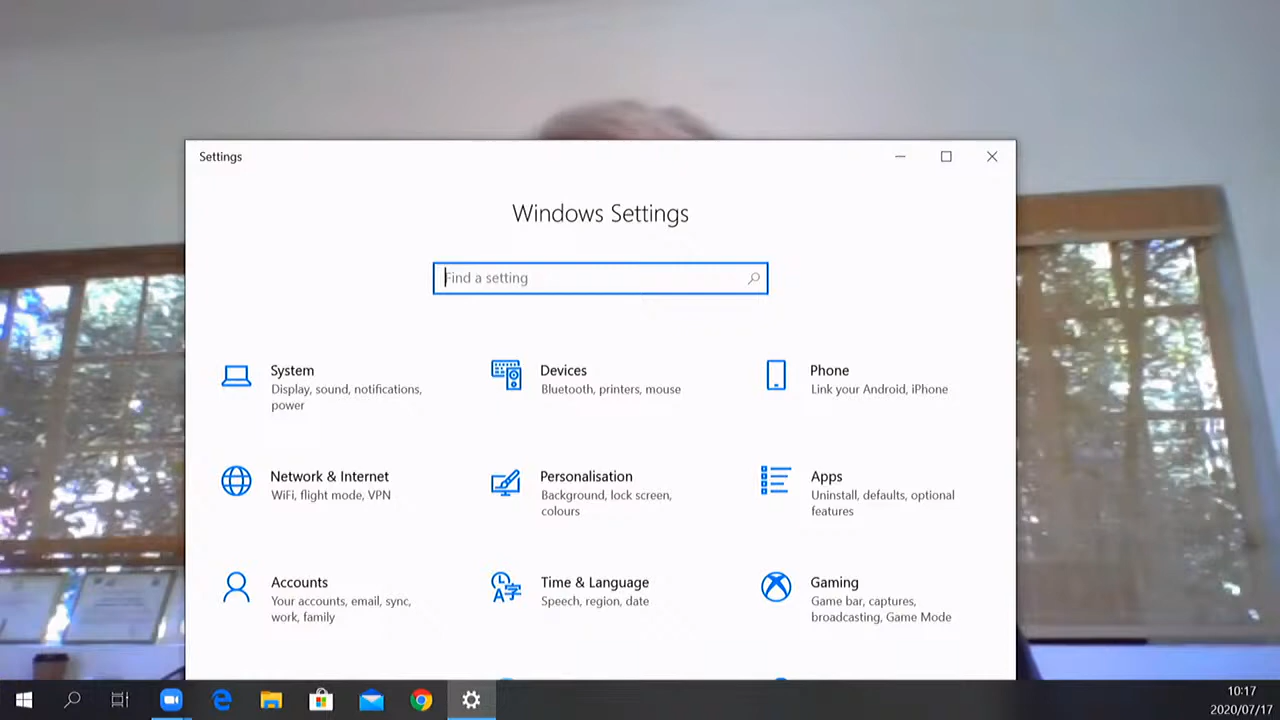 Settings
Windows Settings
Find a setting
System
Display, sound, notifications,
power
Devices
Bluetooth, printers, mouse
Phone
Link your Android, iPhone
Network & Internet
WiFi, flight mode, VPN
Personalisation
Background, lock screen,
colours
Apps
Uninstall, defaults, optional
features
Accounts
Your accounts, email, sync,
work, family
Time & Language
Speech, region, date
Gaming
Game bar, captures,
broadcasting, Game Mode
10:17
2020/07/17